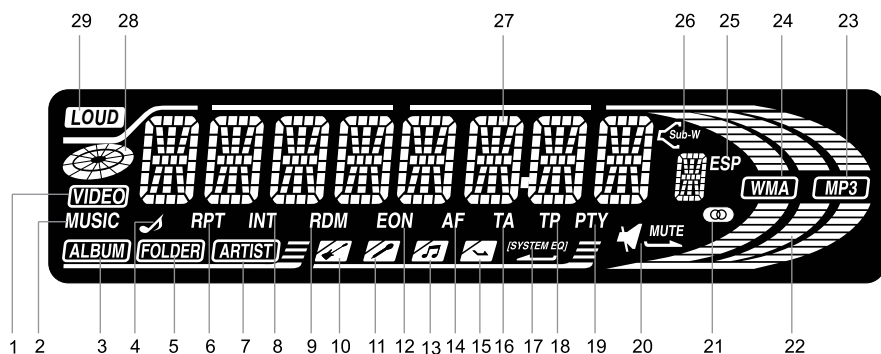 29 28 27 26 25 24 23
LOUD
Sub-W
ESP
VIDEO WMA MP3
MUSIC RPT INT RDM EON AF TA TP PTY
MUTE
ALBUM FOLDER ARTIST [SYSTEM EQ]
1 2 3 4 5 6 7 8 9 10 11 12 13 14 15 16 17 18 19 20 21 22